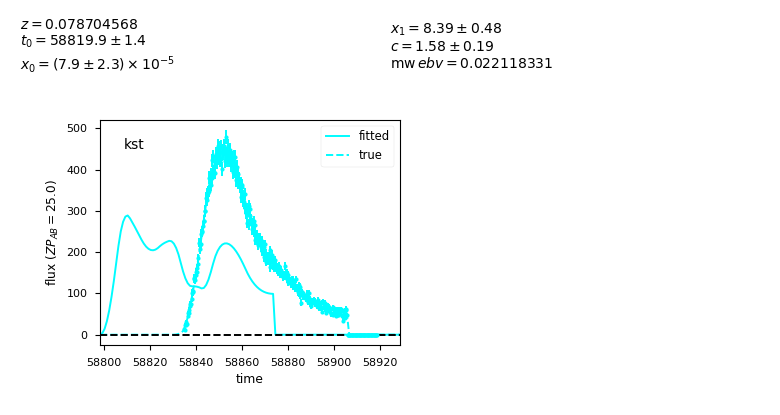 z = 0.078704568
t₀ = 58819.9 ± 1.4
x₀ = (7.9 ± 2.3) × 10⁻⁵
x₁ = 8.39 ± 0.48
c = 1.58 ± 0.19
mw ebv = 0.022118331
kst
fitted
true
flux (ZP_AB = 25.0)
500
400
300
200
100
0
58800 58820 58840 58860 58880 58900 58920
time